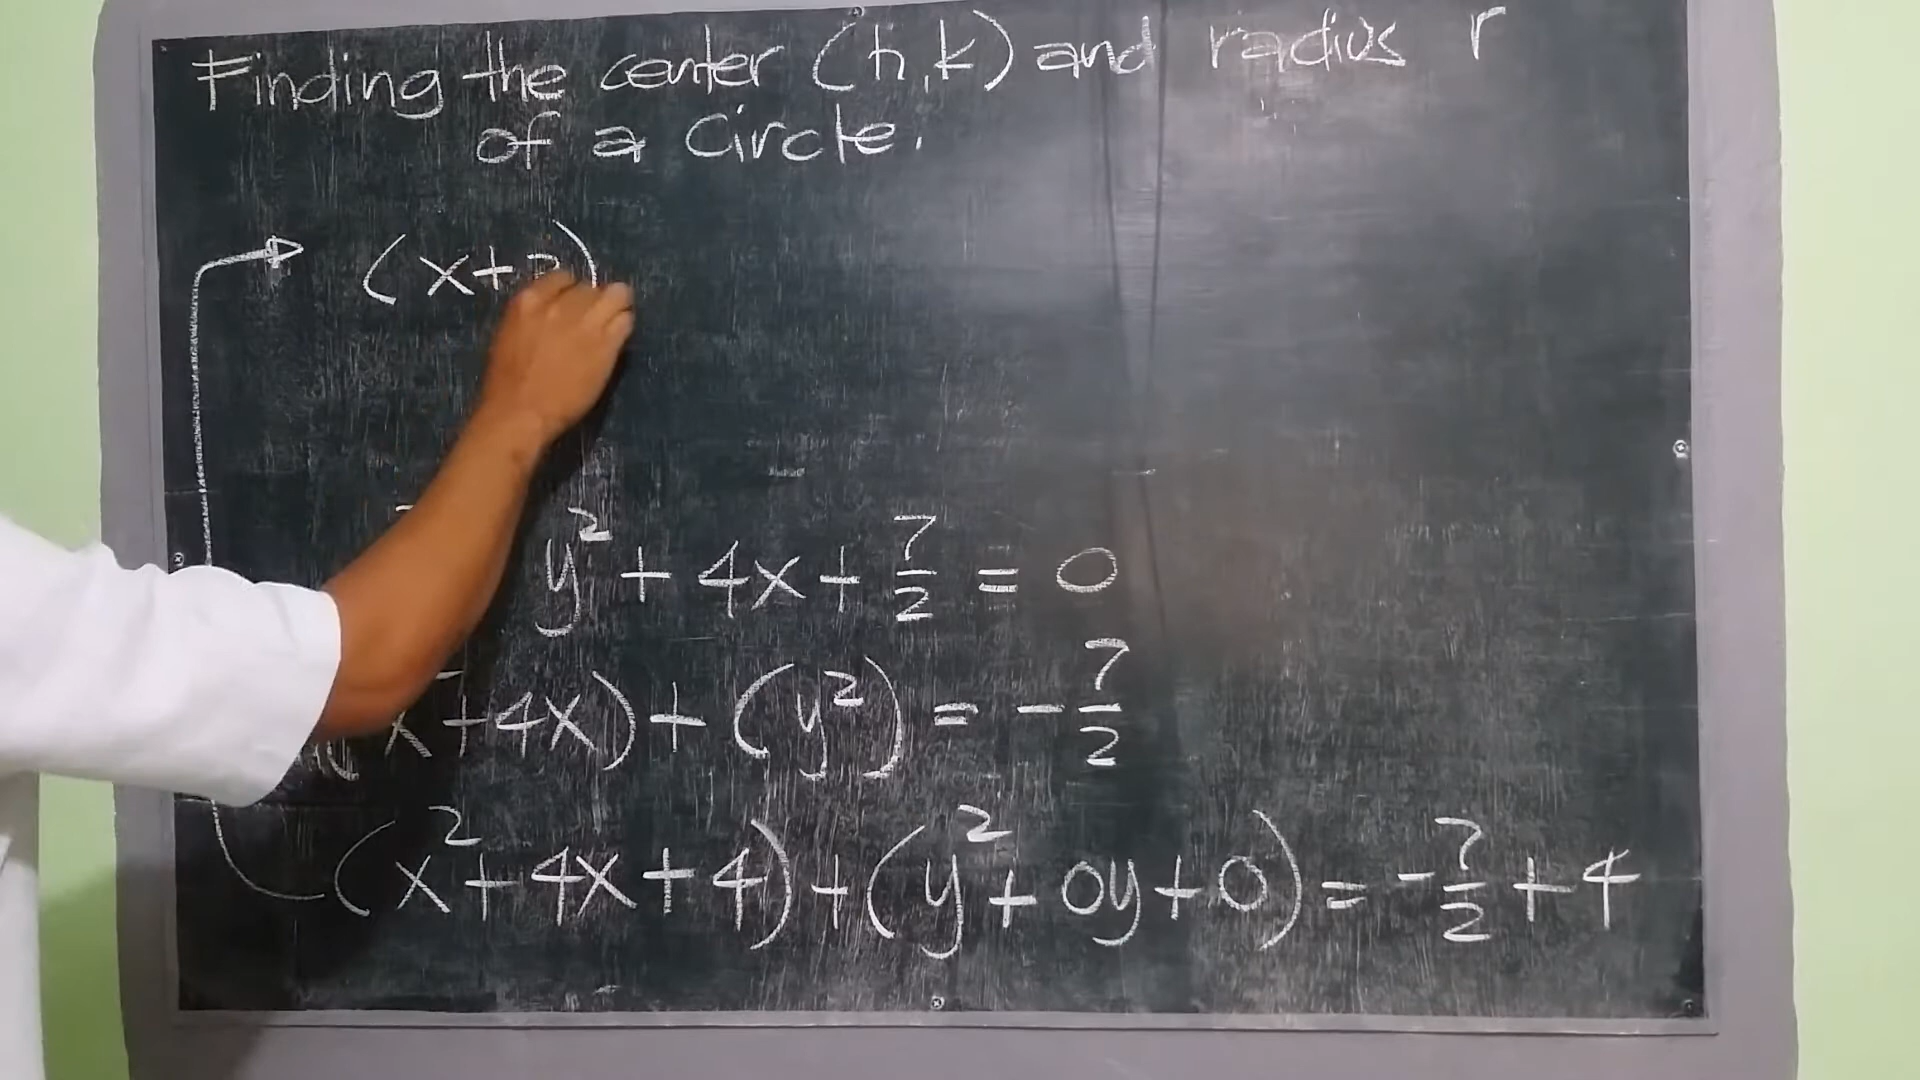 Finding the center (h,k) and radius r
of a Circle.
(x+2)
y² + 4x + 7/2 = 0
x²+4x) + (y²) = -7/2
(x²+4x+4)+(y²+0y+0) = -7/2+4